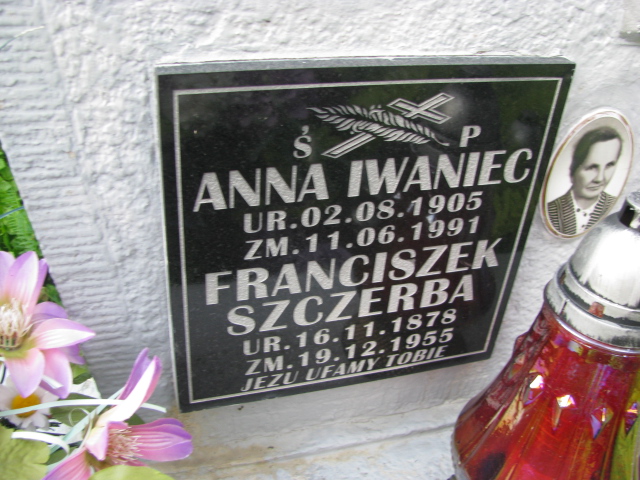 Ś P
ANNA IWANIEC
UR.02.08.1905
ZM.11.06.1991
FRANCISZEK
SZCZERBA
UR.16.11.1878
ZM.19.12.1955
JEZU UFAMY TOBIE